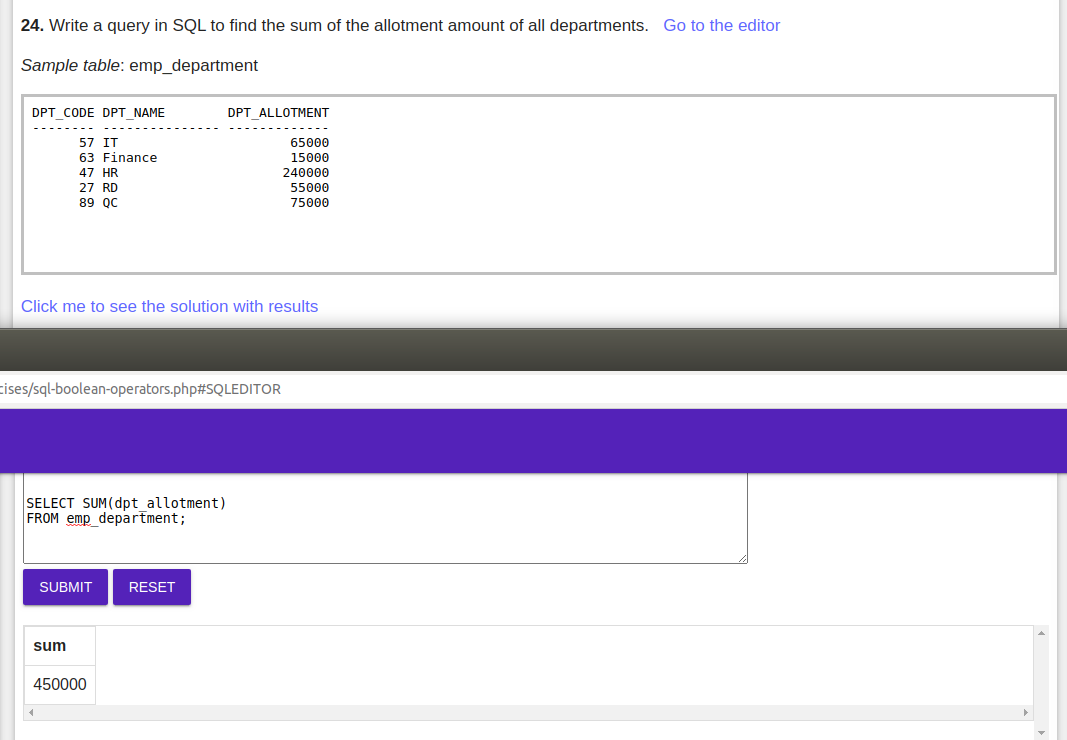 24. Write a query in SQL to find the sum of the allotment amount of all departments. Go to the editor
Sample table: emp_department
DPT_CODE DPT_NAME        DPT_ALLOTMENT
-------- --------------- -------------
      57 IT                      65000
      63 Finance                 15000
      47 HR                     240000
      27 RD                      55000
      89 QC                      75000
Click me to see the solution with results
cises/sql-boolean-operators.php#SQLEDITOR
SELECT SUM(dpt_allotment)
FROM emp_department;
SUBMIT RESET
sum
450000